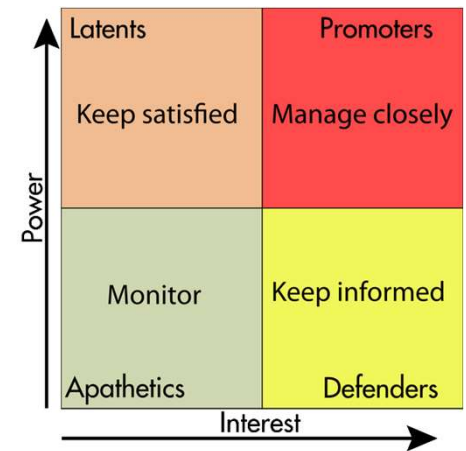 Latents
Promoters
Keep satisfied
Manage closely
Power
Monitor
Keep informed
Apathetics
Defenders
Interest